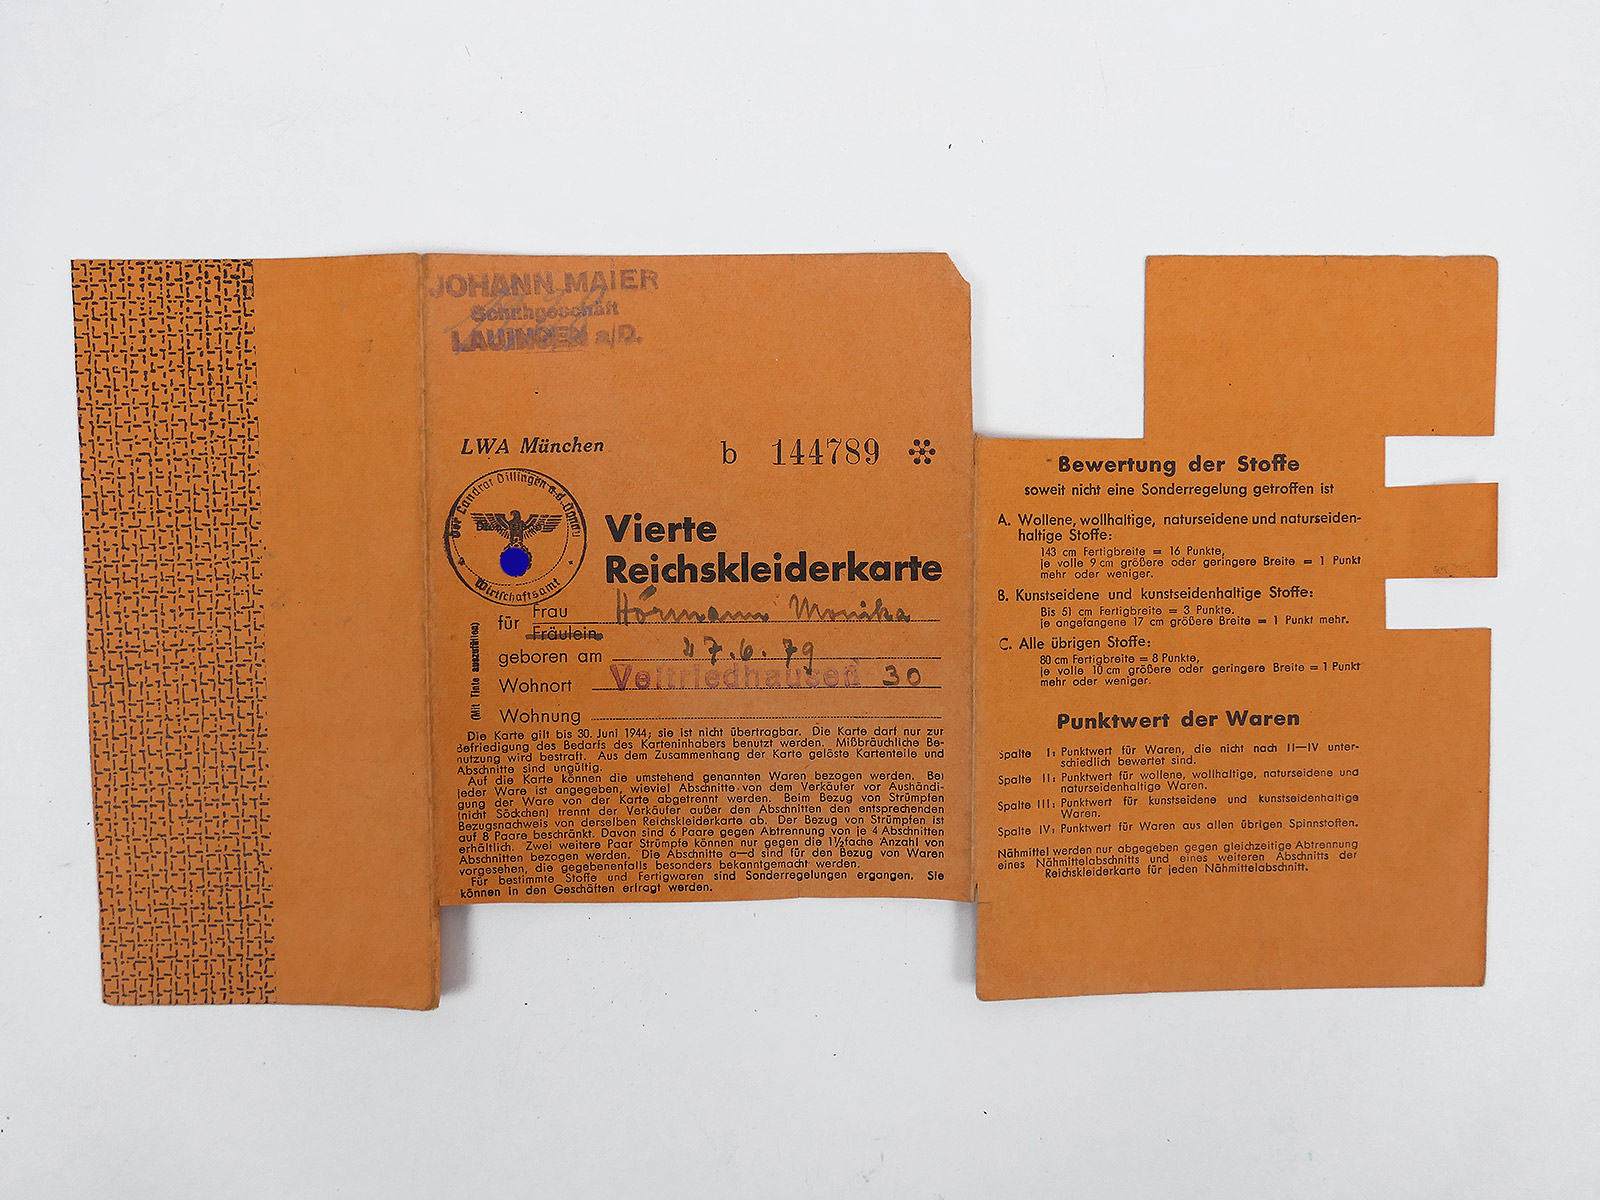 JOHANN MAIER
Schuhgeschäft
LAUINGEN a/D.
LWA München
b 144789
Der Landrat Dillingen a.d. Donau
Wirtschaftsamt
Vierte
Reichskleiderkarte
(Mit Tinte auszufüllen)
für Frau Hörmann Monika
Fräulein
geboren am 27.6.79
Wohnort Veitriedhausen 30
Wohnung
Die Karte gilt bis 30. Juni 1944; sie ist nicht übertragbar. Die Karte darf nur zur
Befriedigung des Bedarfs des Karteninhabers benutzt werden. Mißbräuchliche Be-
nutzung wird bestraft. Aus dem Zusammenhang der Karte gelöste Kartenteile und
Abschnitte sind ungültig.
Auf die Karte können die umstehend genannten Waren bezogen werden. Bei
jeder Ware ist angegeben, wieviel Abschnitte von dem Verkäufer vor Aushändi-
gung der Ware von der Karte abgetrennt werden. Beim Bezug von Strümpfen
(nicht Söckchen) trennt der Verkäufer außer den Abschnitten den entsprechenden
Bezugsnachweis von derselben Reichskleiderkarte ab. Der Bezug von Strümpfen ist
auf 8 Paare beschränkt. Davon sind 6 Paare gegen Abtrennung von je 4 Abschnitten
erhältlich. Zwei weitere Paar Strümpfe können nur gegen die 1½fache Anzahl von
Abschnitten bezogen werden. Die Abschnitte a—d sind für den Bezug von Waren
vorgesehen, die gegebenenfalls besonders bekanntgemacht werden.
Für bestimmte Stoffe und Fertigwaren sind Sonderregelungen ergangen. Sie
können in den Geschäften erfragt werden.
Bewertung der Stoffe
soweit nicht eine Sonderregelung getroffen ist
A. Wollene, wollhaltige, naturseidene und naturseiden-
haltige Stoffe:
143 cm Fertigbreite = 16 Punkte,
je volle 9 cm größere oder geringere Breite = 1 Punkt
mehr oder weniger.
B. Kunstseidene und kunstseidenhaltige Stoffe:
Bis 51 cm Fertigbreite = 3 Punkte.
je angefangene 17 cm größere Breite = 1 Punkt mehr.
C. Alle übrigen Stoffe:
80 cm Fertigbreite = 8 Punkte,
je volle 10 cm größere oder geringere Breite = 1 Punkt
mehr oder weniger.
Punktwert der Waren
Spalte I: Punktwert für Waren, die nicht nach II—IV unter-
schiedlich bewertet sind.
Spalte II: Punktwert für wollene, wollhaltige, naturseidene und
naturseidenhaltige Waren.
Spalte III: Punktwert für kunstseidene und kunstseidenhaltige
Waren.
Spalte IV: Punktwert für Waren aus allen übrigen Spinnstoffen.
Nähmittel werden nur abgegeben gegen gleichzeitige Abtrennung
eines Nähmittelabschnitts und eines weiteren Abschnitts der
Reichskleiderkarte für jeden Nähmittelabschnitt.